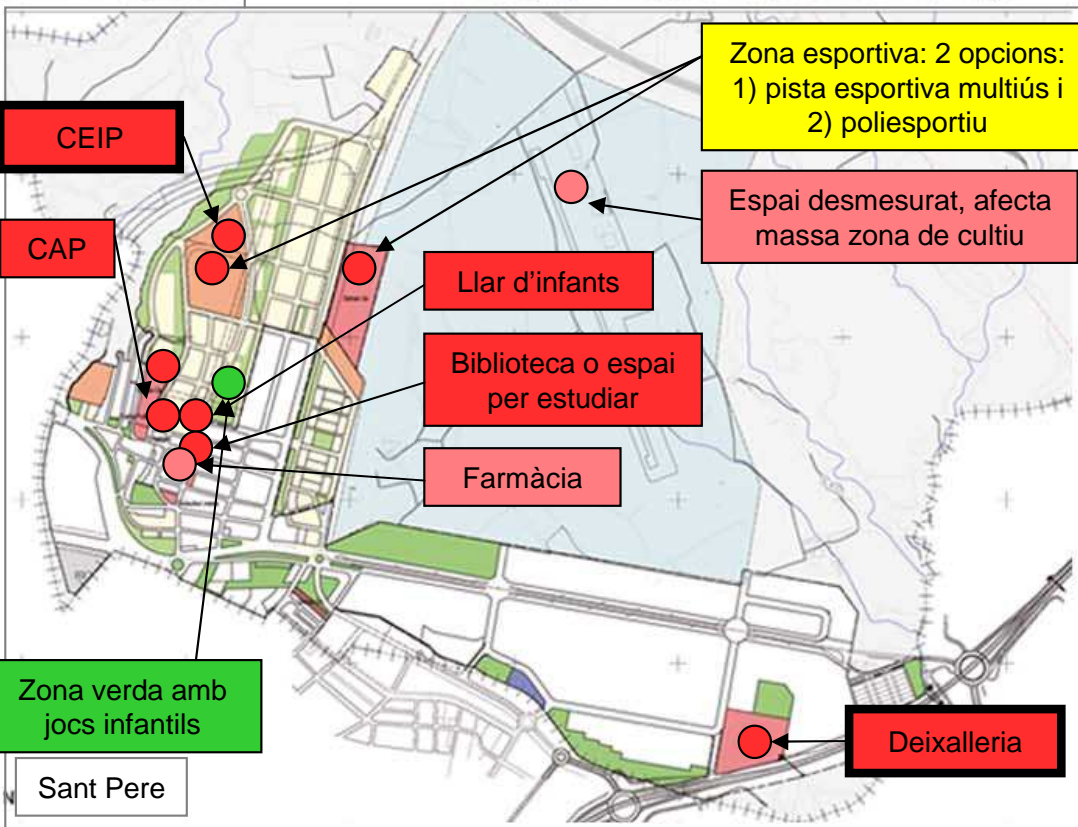 Zona esportiva: 2 opcions:
1) pista esportiva multiús i
2) poliesportiu
CEIP
Espai desmesurat, afecta
massa zona de cultiu
CAP
Llar d'infants
Biblioteca o espai
per estudiar
Farmàcia
Zona verda amb
jocs infantils
Deixalleria
Sant Pere